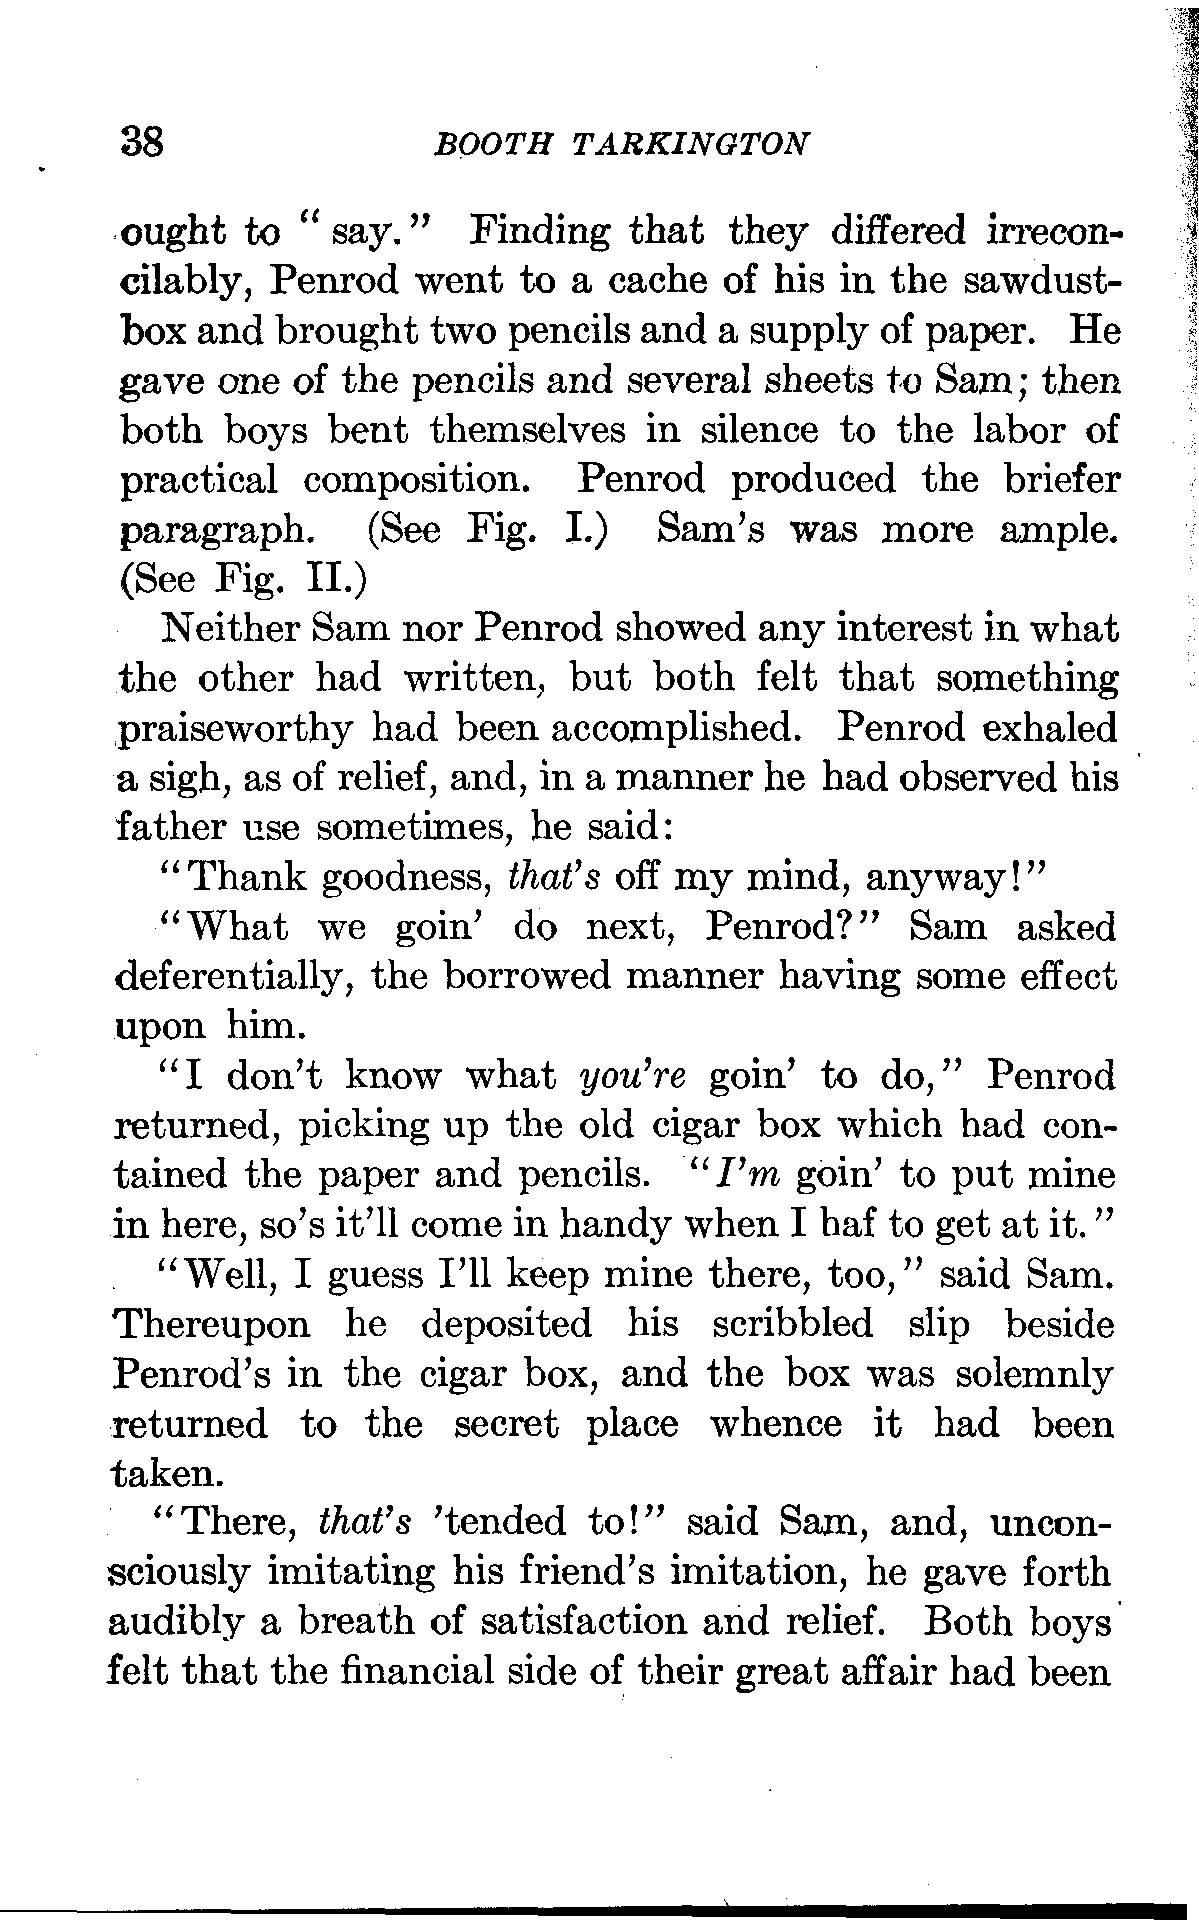 38 BOOTH TARKINGTON
ought to "say." Finding that they differed irrecon-
cilably, Penrod went to a cache of his in the sawdust-
box and brought two pencils and a supply of paper. He
gave one of the pencils and several sheets to Sam; then
both boys bent themselves in silence to the labor of
practical composition. Penrod produced the briefer
paragraph. (See Fig. I.) Sam's was more ample.
(See Fig. II.)
Neither Sam nor Penrod showed any interest in what
the other had written, but both felt that something
praiseworthy had been accomplished. Penrod exhaled
a sigh, as of relief, and, in a manner he had observed his
father use sometimes, he said:
"Thank goodness, that's off my mind, anyway!"
"What we goin' do next, Penrod?" Sam asked
deferentially, the borrowed manner having some effect
upon him.
"I don't know what you're goin' to do," Penrod
returned, picking up the old cigar box which had con-
tained the paper and pencils. "I'm goin' to put mine
in here, so's it'll come in handy when I haf to get at it."
"Well, I guess I'll keep mine there, too," said Sam.
Thereupon he deposited his scribbled slip beside
Penrod's in the cigar box, and the box was solemnly
returned to the secret place whence it had been
taken.
"There, that's 'tended to!" said Sam, and, uncon-
sciously imitating his friend's imitation, he gave forth
audibly a breath of satisfaction and relief. Both boys
felt that the financial side of their great affair had been